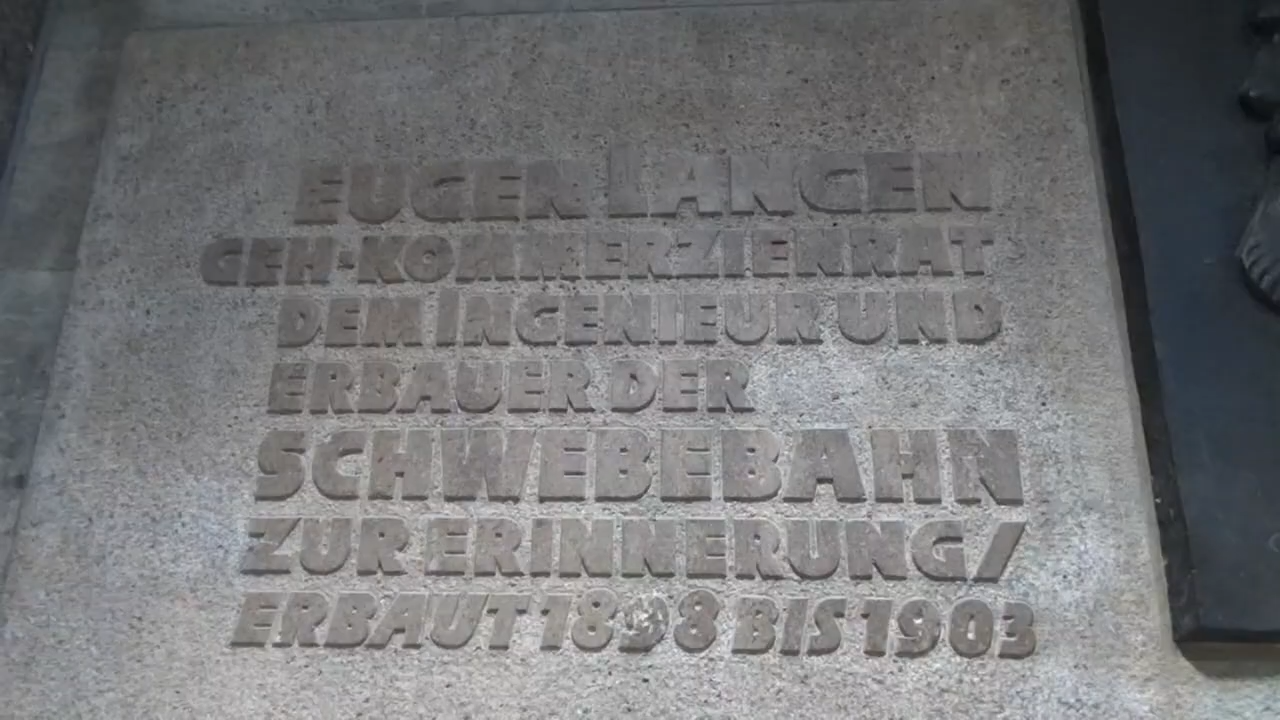 EUGEN LANGEN
GEH-KOMMERZIENRAT
DEM INGENIEUR UND
ERBAUER DER
SCHWEBEBAHN
ZUR ERINNERUNG/
ERBAUT 1898 BIS 1903